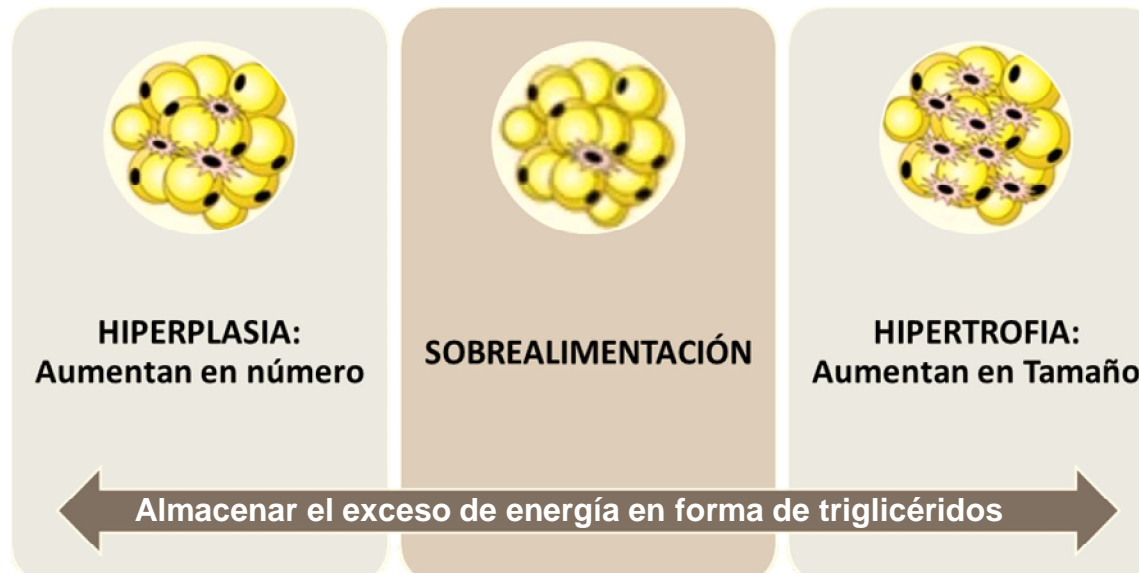 HIPERPLASIA:
Aumentan en número
SOBREALIMENTACIÓN
HIPERTROFIA:
Aumentan en Tamaño
Almacenar el exceso de energía en forma de triglicéridos